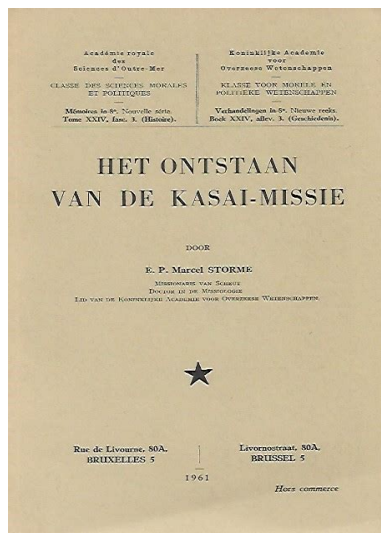 Académie royale
des
Sciences d'Outre-Mer
CLASSE DES SCIENCES MORALES
ET POLITIQUES
Mémoires in-8º. Nouvelle série.
Tome XXIV, fasc. 3. (Histoire).
Koninklijke Academie
voor
Overzeese Wetenschappen
KLASSE VOOR MORELE EN
POLITIEKE WETENSCHAPPEN
Verhandelingen in-8º. Nieuwe reeks.
Boek XXIV, aflev. 3. (Geschiedenis).
HET ONTSTAAN
VAN DE KASAI-MISSIE
DOOR
E. P. Marcel STORME
MISSIONARIS VAN SCHEUT
DOCTOR IN DE MISSIOLOGIE
LID VAN DE KONINKLIJKE ACADEMIE VOOR OVERZEESE WETENSCHAPPEN.
Rue de Livourne, 80A,
BRUXELLES 5
Livornostraat, 80A,
BRUSSEL 5
1961
Hors commerce